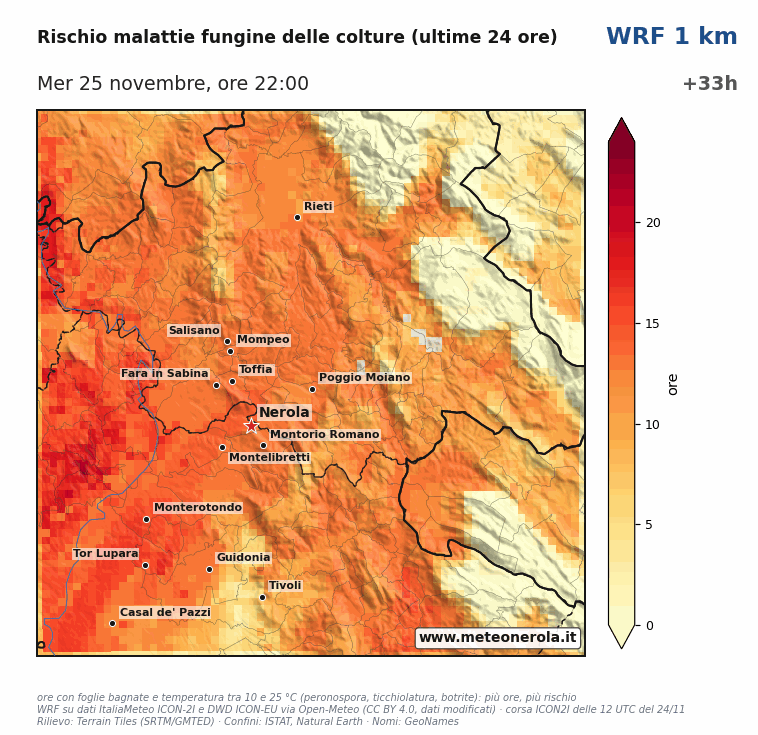 Rischio malattie fungine delle colture (ultime 24 ore)
WRF 1 km
Mer 25 novembre, ore 22:00
+33h
Rieti
Salisano
Mompeo
Toffia
Fara in Sabina
Poggio Moiano
Nerola
Montorio Romano
Montelibretti
Monterotondo
Tor Lupara
Guidonia
Tivoli
Casal de' Pazzi
www.meteonerola.it
20
15
10
5
0
ore
ore con foglie bagnate e temperatura tra 10 e 25 °C (peronospora, ticchiolatura, botrite): più ore, più rischio
WRF su dati ItaliaMeteo ICON-2I e DWD ICON-EU via Open-Meteo (CC BY 4.0, dati modificati) · corsa ICON2I delle 12 UTC del 24/11
Rilievo: Terrain Tiles (SRTM/GMTED) · Confini: ISTAT, Natural Earth · Nomi: GeoNames